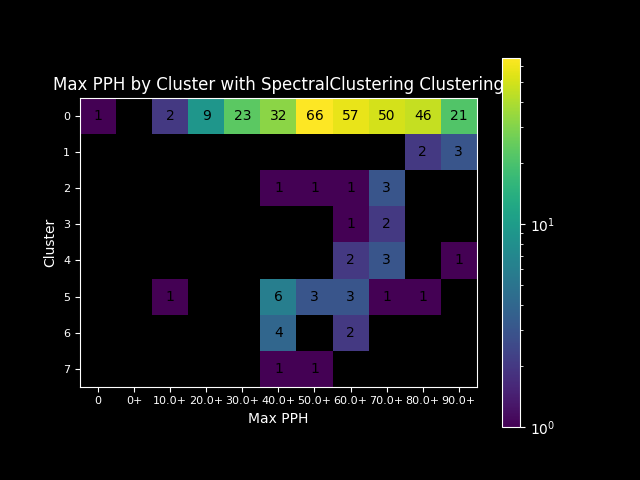 Max PPH by Cluster with SpectralClustering Clustering
0 1 2 9 23 32 66 57 50 46 21
1 2 3
2 1 1 1 3
3 1 2
4 2 3 1
5 1 6 3 3 1 1
6 4 2
7 1 1
0 0+ 10.0+ 20.0+ 30.0+ 40.0+ 50.0+ 60.0+ 70.0+ 80.0+ 90.0+
Max PPH
Cluster
10^1
10^0